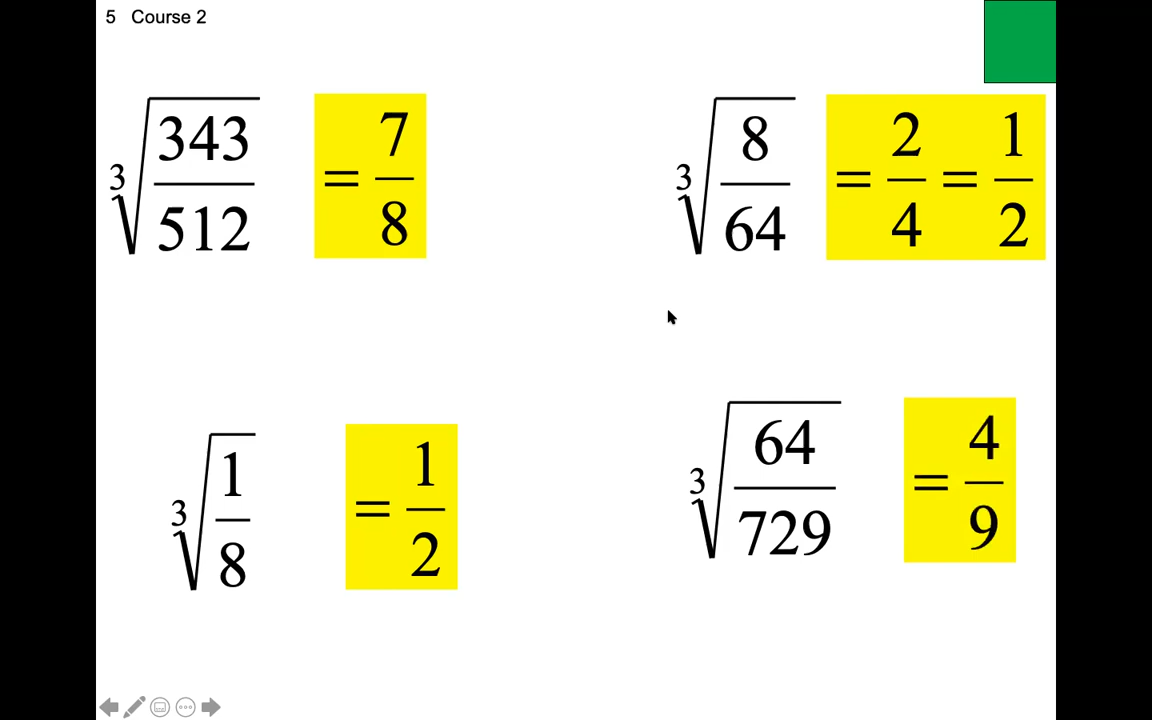 5 Course 2
∛(343/512) = 7/8
∛(8/64) = 2/4 = 1/2
∛(1/8) = 1/2
∛(64/729) = 4/9